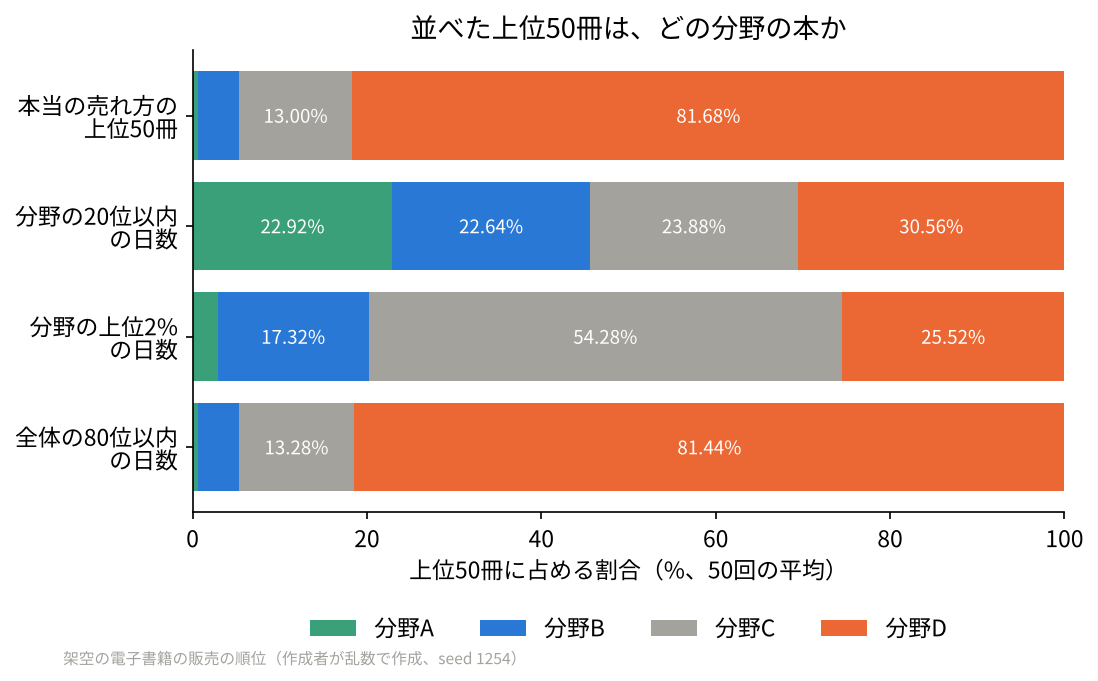 並べた上位50冊は、どの分野の本か
本当の売れ方の
上位50冊
13.00%
81.68%
分野の20位以内
の日数
22.92%
22.64%
23.88%
30.56%
分野の上位2%
の日数
17.32%
54.28%
25.52%
全体の80位以内
の日数
13.28%
81.44%
0
20
40
60
80
100
上位50冊に占める割合（%、50回の平均）
分野A
分野B
分野C
分野D
架空の電子書籍の販売の順位（作成者が乱数で作成、seed 1254）